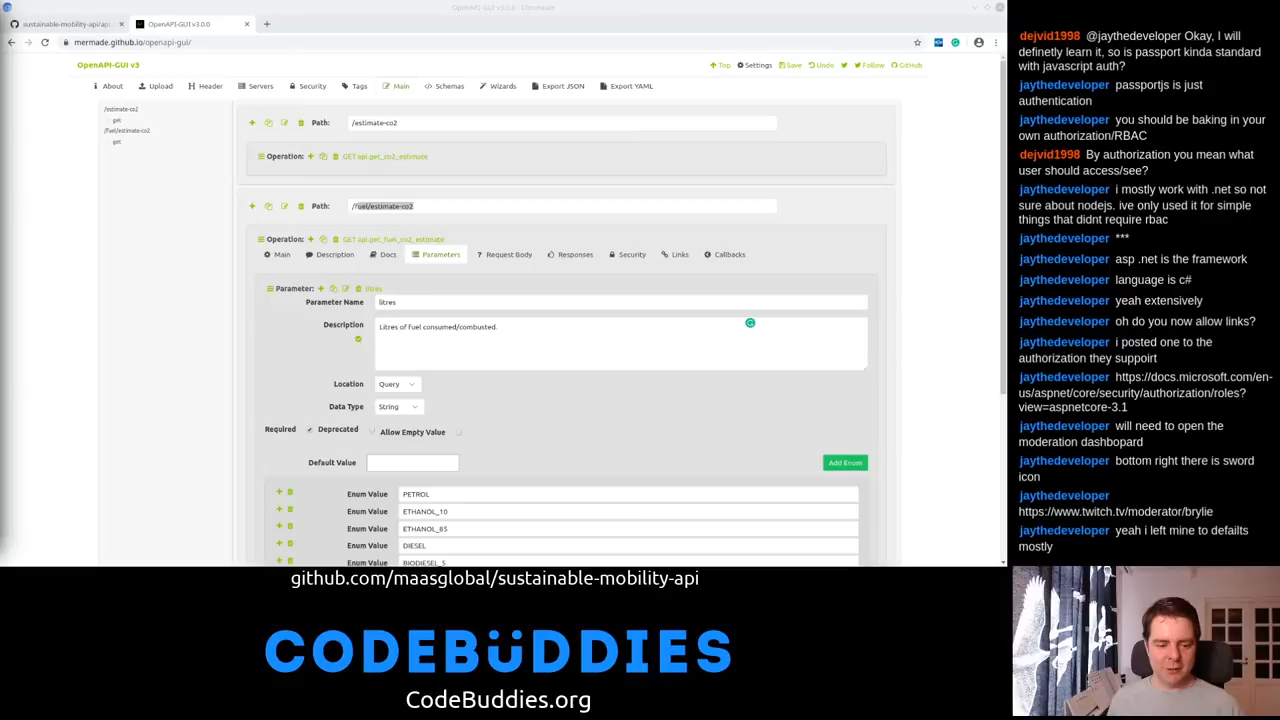 sustainable-mobility-api/api
OpenAPI-GUI v3.0.0
OpenAPI-GUI v3.0.0 - Chromium
mermade.github.io/openapi-gui/
OpenAPI-GUI v3
Top
Settings
Save
Undo
Follow
GitHub
About
Upload
Header
Servers
Security
Tags
Main
Schemas
Wizards
Export JSON
Export YAML
/estimate-co2
get
/fuel/estimate-co2
get
Path: /estimate-co2
Operation: GET api.get_co2_estimate
Path: /fuel/estimate-co2
Operation: GET api.get_fuel_co2_estimate
Main
Description
Docs
Parameters
? Request Body
Responses
Security
Links
Callbacks
Parameter: litres
Parameter Name litres
Description Litres of fuel consumed/combusted.
Location Query
Data Type String
Required Deprecated Allow Empty Value
Default Value
Add Enum
Enum Value PETROL
Enum Value ETHANOL_10
Enum Value ETHANOL_85
Enum Value DIESEL
Enum Value BIODIESEL_5
github.com/maasglobal/sustainable-mobility-api
CODEBUDDIES
CodeBuddies.org
dejvid1998 @jaythedeveloper Okay, I will
definetly learn it, so is passport kinda standard
with javascript auth?
jaythedeveloper passportjs is just
authentication
jaythedeveloper you should be baking in your
own authorization/RBAC
dejvid1998 By authorization you mean what
user should access/see?
jaythedeveloper i mostly work with .net so not
sure about nodejs. ive only used it for simple
things that didnt require rbac
jaythedeveloper ***
jaythedeveloper asp .net is the framework
jaythedeveloper language is c#
jaythedeveloper yeah extensively
jaythedeveloper oh do you now allow links?
jaythedeveloper i posted one to the
authorization they suppoirt
jaythedeveloper https://docs.microsoft.com/en-
us/aspnet/core/security/authorization/roles?
view=aspnetcore-3.1
jaythedeveloper will need to open the
moderation dashbopard
jaythedeveloper bottom right there is sword
icon
jaythedeveloper
https://www.twitch.tv/moderator/brylie
jaythedeveloper yeah i left mine to defailts
mostly